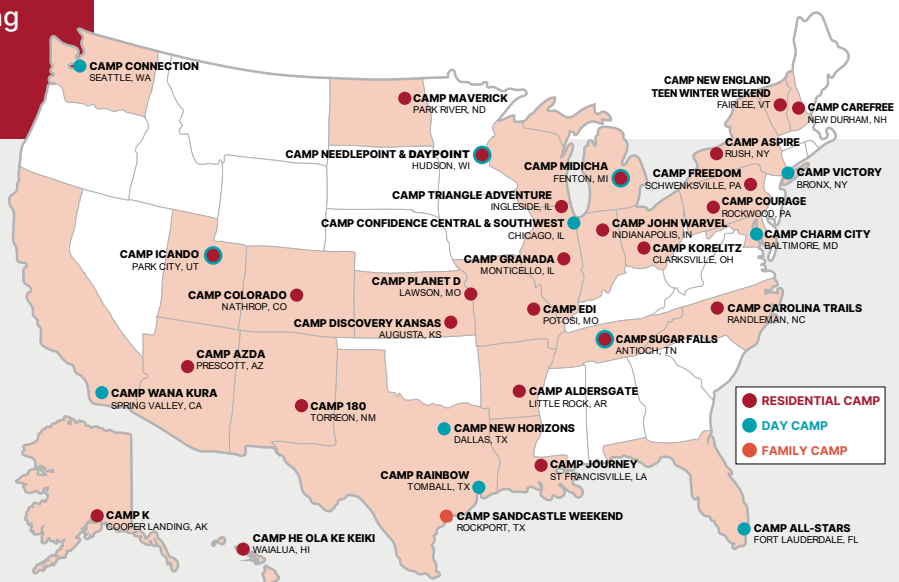 ng
CAMP CONNECTION
SEATTLE, WA
CAMP MAVERICK
PARK RIVER, ND
CAMP NEW ENGLAND
TEEN WINTER WEEKEND
FAIRLEE, VT
CAMP CAREFREE
NEW DURHAM, NH
CAMP NEEDLEPOINT & DAYPOINT
HUDSON, WI
CAMP MIDICHA
FENTON, MI
CAMP ASPIRE
RUSH, NY
CAMP FREEDOM
SCHWENKSVILLE, PA
CAMP VICTORY
BRONX, NY
CAMP TRIANGLE ADVENTURE
INGLESIDE, IL
CAMP COURAGE
ROCKWOOD, PA
CAMP CONFIDENCE CENTRAL & SOUTHWEST
CHICAGO, IL
CAMP JOHN WARVEL
INDIANAPOLIS, IN
CAMP CHARM CITY
BALTIMORE, MD
CAMP ICANDO
PARK CITY, UT
CAMP GRANADA
MONTICELLO, IL
CAMP KORELITZ
CLARKSVILLE, OH
CAMP COLORADO
NATHROP, CO
CAMP PLANET D
LAWSON, MO
CAMP DISCOVERY KANSAS
AUGUSTA, KS
CAMP EDI
POTOSI, MO
CAMP CAROLINA TRAILS
RANDLEMAN, NC
CAMP SUGAR FALLS
ANTIOCH, TN
CAMP AZDA
PRESCOTT, AZ
CAMP WANA KURA
SPRING VALLEY, CA
CAMP 180
TORREON, NM
CAMP ALDERSGATE
LITTLE ROCK, AR
CAMP NEW HORIZONS
DALLAS, TX
CAMP RAINBOW
TOMBALL, TX
CAMP JOURNEY
ST FRANCISVILLE, LA
RESIDENTIAL CAMP
DAY CAMP
FAMILY CAMP
CAMP K
COOPER LANDING, AK
CAMP HE OLA KE KEIKI
WAIALUA, HI
CAMP SANDCASTLE WEEKEND
ROCKPORT, TX
CAMP ALL-STARS
FORT LAUDERDALE, FL